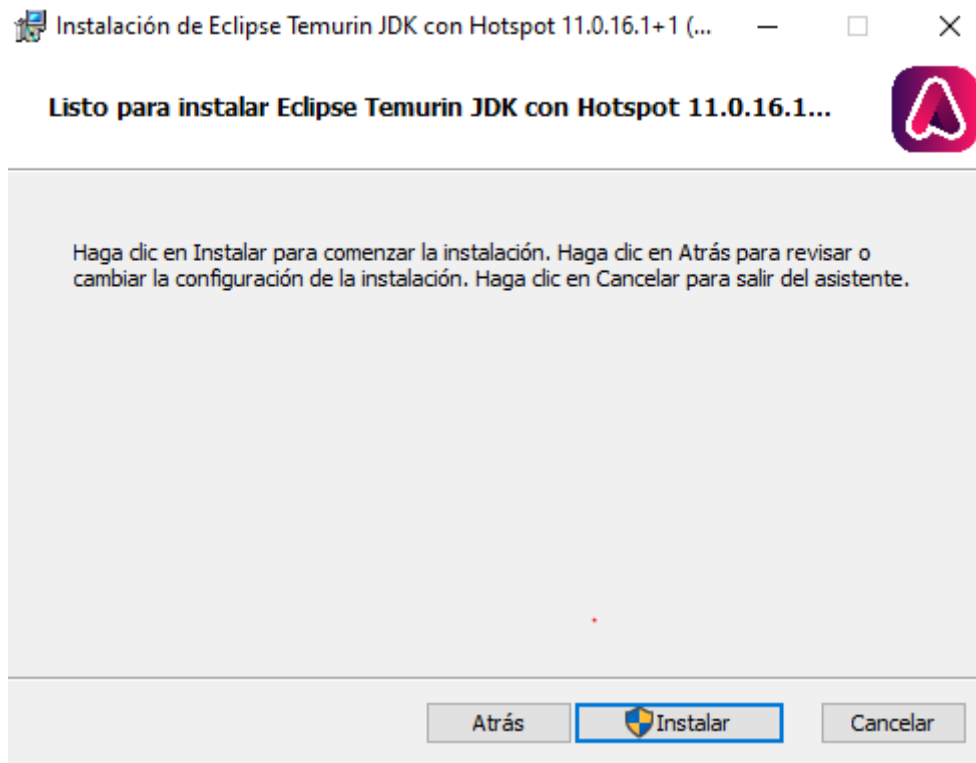 Instalación de Eclipse Temurin JDK con Hotspot 11.0.16.1+1 (...
Listo para instalar Eclipse Temurin JDK con Hotspot 11.0.16.1...
Haga clic en Instalar para comenzar la instalación. Haga clic en Atrás para revisar o
cambiar la configuración de la instalación. Haga clic en Cancelar para salir del asistente.
Atrás
Instalar
Cancelar